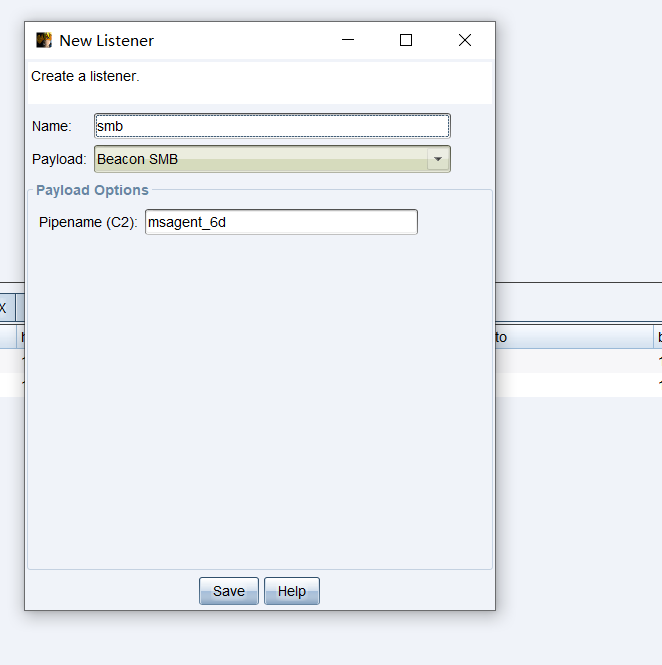 New Listener
Create a listener.
Name: smb
Payload: Beacon SMB
Payload Options
Pipename (C2): msagent_6d
X
to
Save Help